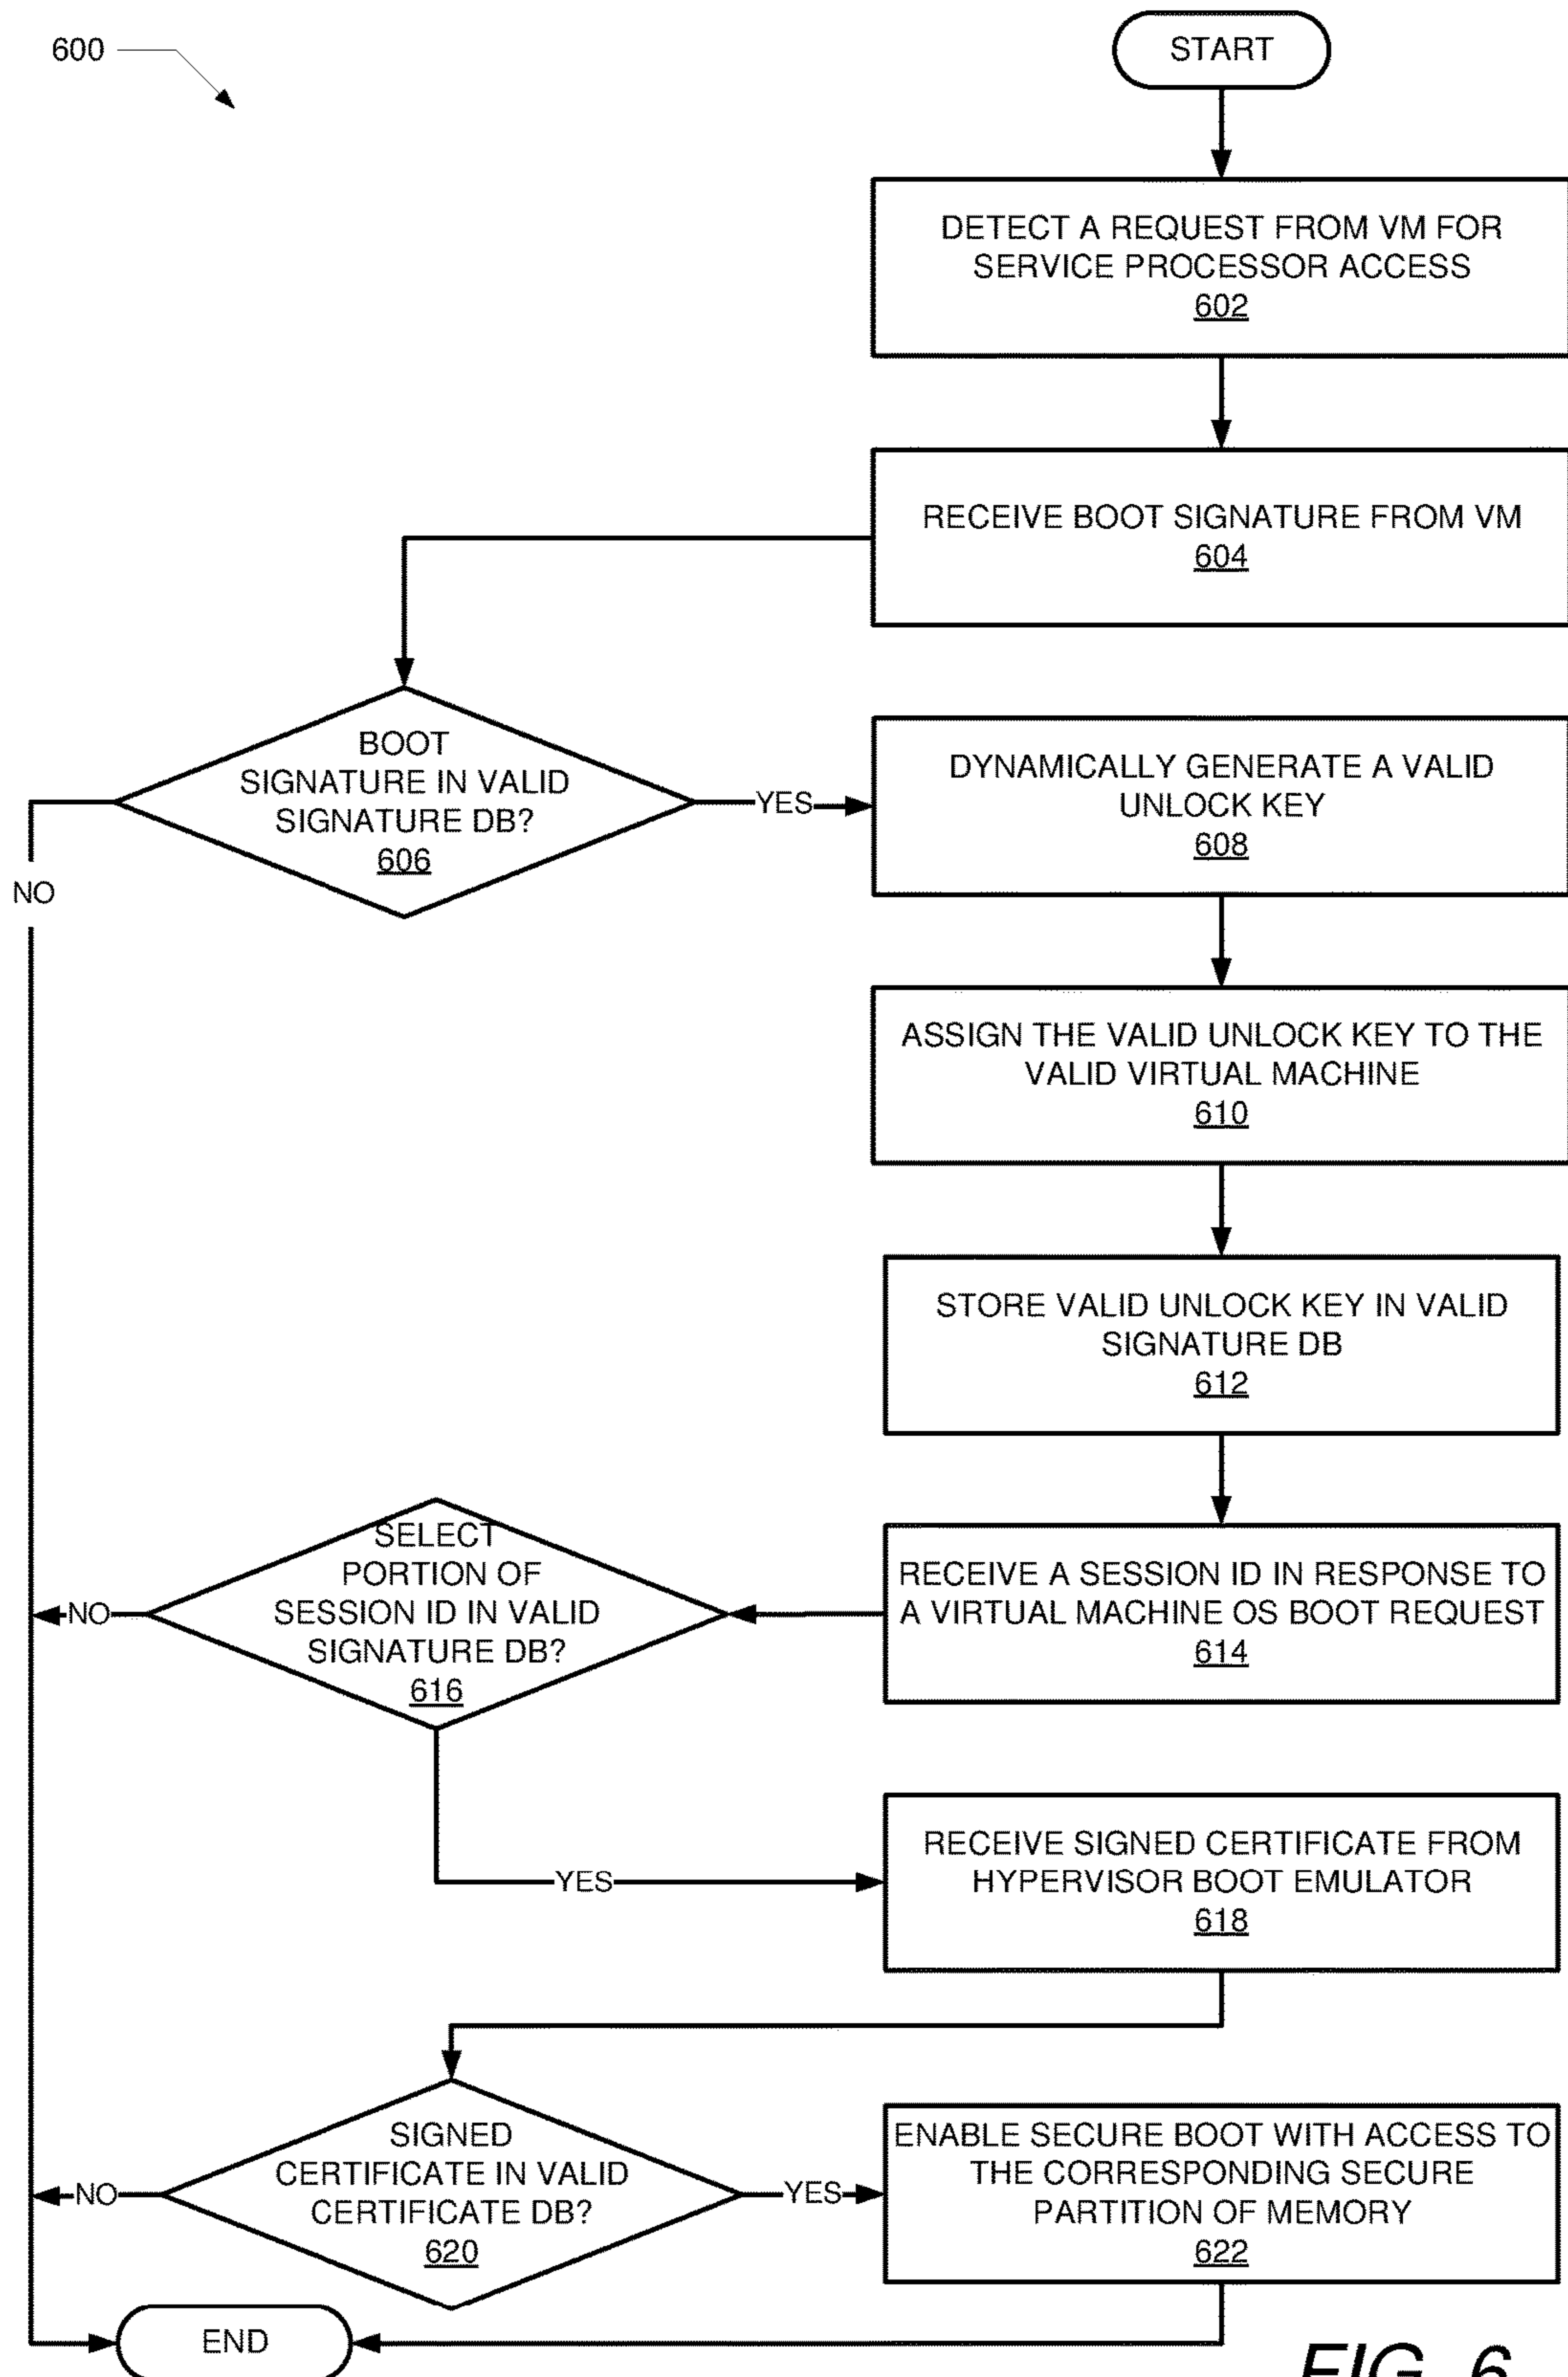 600
START
DETECT A REQUEST FROM VM FOR
SERVICE PROCESSOR ACCESS
602
RECEIVE BOOT SIGNATURE FROM VM
604
BOOT
SIGNATURE IN VALID
SIGNATURE DB?
606
YES
NO
DYNAMICALLY GENERATE A VALID
UNLOCK KEY
608
ASSIGN THE VALID UNLOCK KEY TO THE
VALID VIRTUAL MACHINE
610
STORE VALID UNLOCK KEY IN VALID
SIGNATURE DB
612
RECEIVE A SESSION ID IN RESPONSE TO
A VIRTUAL MACHINE OS BOOT REQUEST
614
SELECT
PORTION OF
SESSION ID IN VALID
SIGNATURE DB?
616
NO
YES
RECEIVE SIGNED CERTIFICATE FROM
HYPERVISOR BOOT EMULATOR
618
SIGNED
CERTIFICATE IN VALID
CERTIFICATE DB?
620
NO
YES
ENABLE SECURE BOOT WITH ACCESS TO
THE CORRESPONDING SECURE
PARTITION OF MEMORY
622
END
FIG. 6